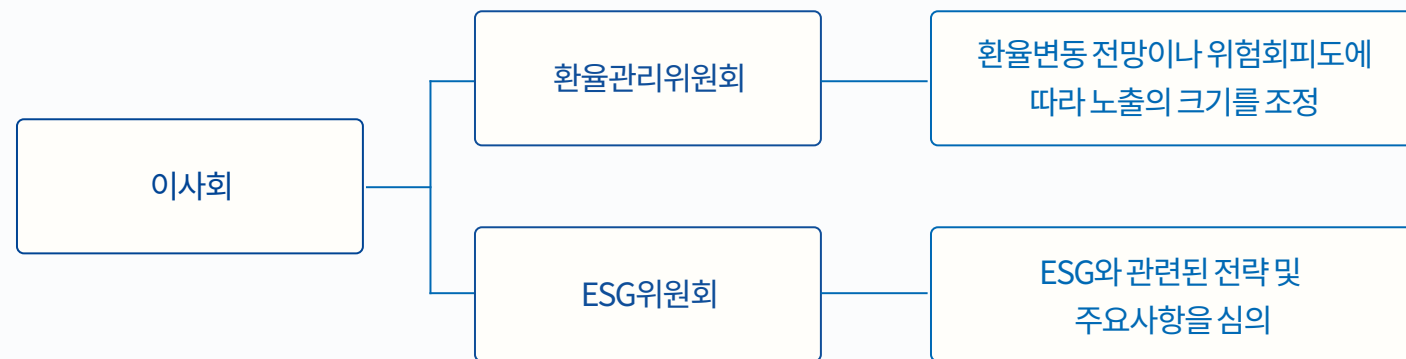 이사회
환율관리위원회
환율변동 전망이나 위험회피도에
따라 노출의 크기를 조정
ESG위원회
ESG와 관련된 전략 및
주요사항을 심의